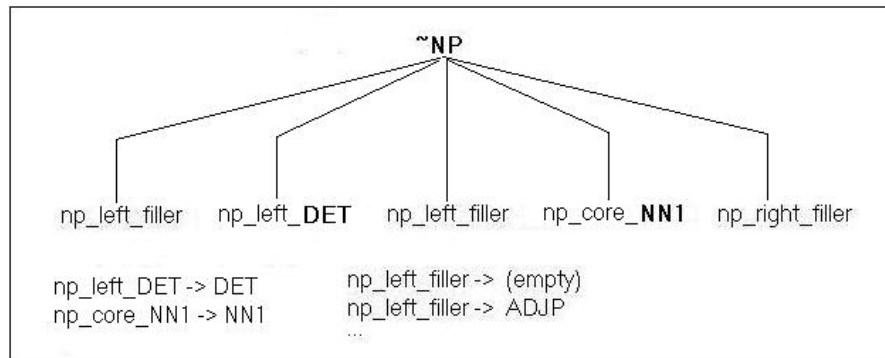 ~NP
np_left_filler np_left_DET np_left_filler np_core_NN1 np_right_filler
np_left_DET -> DET np_left_filler -> (empty)
np_core_NN1 -> NN1 np_left_filler -> ADJP
...